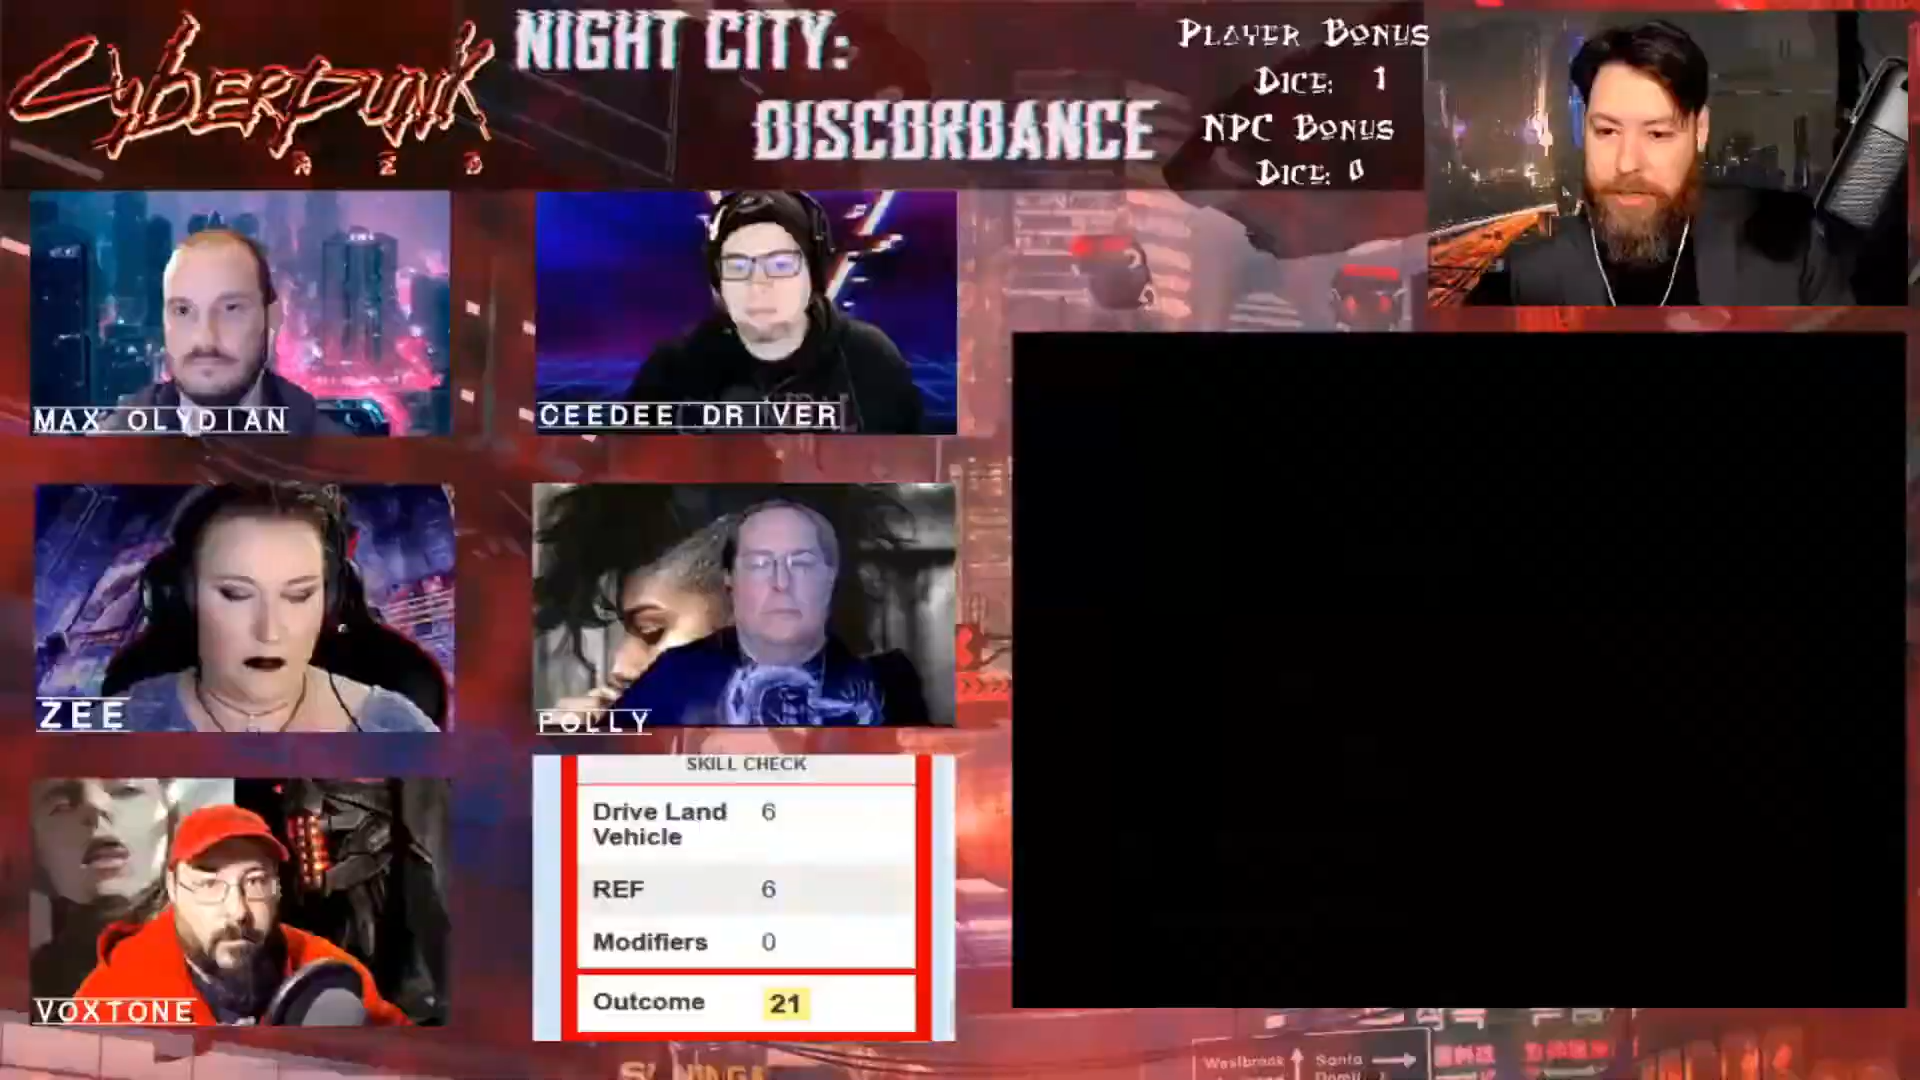 CYBERPUNK
RED
NIGHT CITY:
DISCORDANCE
PLAYER BONUS
DICE: 1
NPC BONUS
DICE: 0
MAX OLYDIAN
CEEDEE DRIVER
ZEE
POLLY
VOXTONE
SKILL CHECK
Drive Land Vehicle 6
REF 6
Modifiers 0
Outcome 21
Westbrook Santa